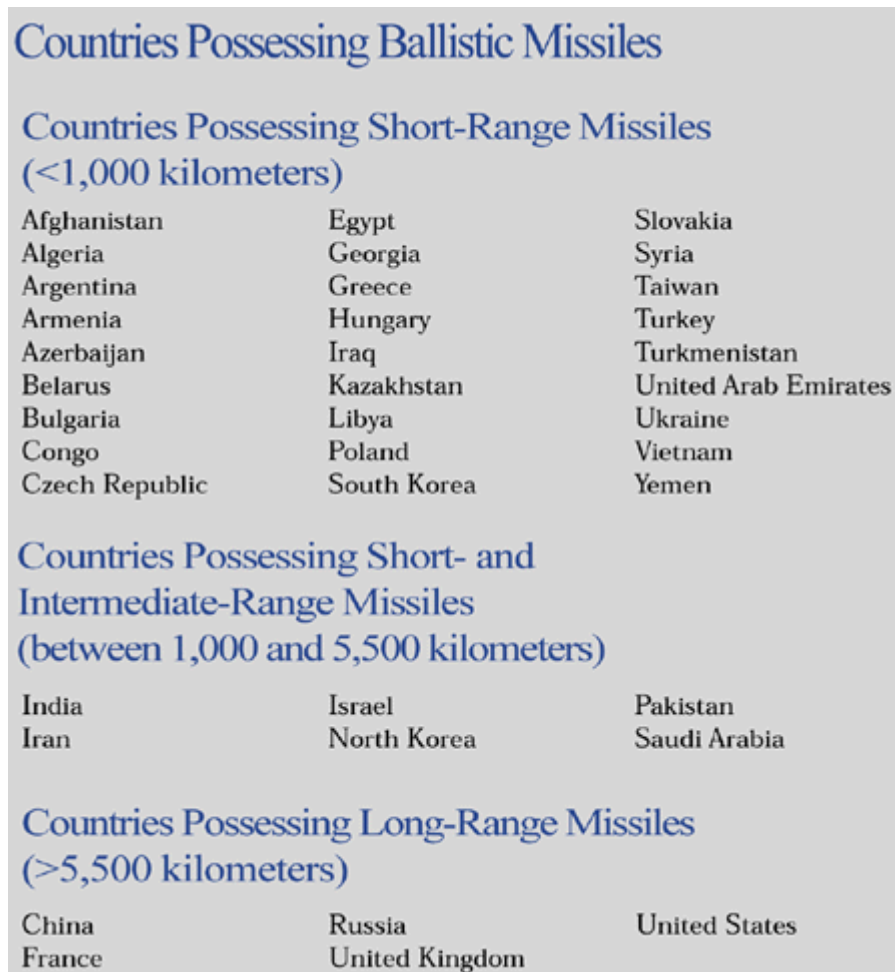 Countries Possessing Ballistic Missiles
Countries Possessing Short-Range Missiles
(<1,000 kilometers)
Afghanistan Egypt Slovakia
Algeria Georgia Syria
Argentina Greece Taiwan
Armenia Hungary Turkey
Azerbaijan Iraq Turkmenistan
Belarus Kazakhstan United Arab Emirates
Bulgaria Libya Ukraine
Congo Poland Vietnam
Czech Republic South Korea Yemen
Countries Possessing Short- and
Intermediate-Range Missiles
(between 1,000 and 5,500 kilometers)
India Israel Pakistan
Iran North Korea Saudi Arabia
Countries Possessing Long-Range Missiles
(>5,500 kilometers)
China Russia United States
France United Kingdom